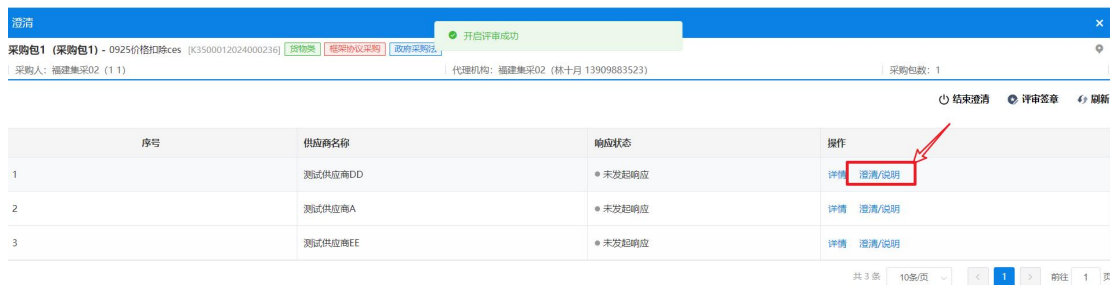 澄清
开启评审成功
采购包1（采购包1）- 0925价格扣除ces [K3500012024000236] 货物类 框架协议采购 政府采购法
采购人：福建集采02（1 1） 代理机构：福建集采02（林十月 13909883523） 采购包数：1
结束澄清 评审签章 刷新
序号 供应商名称 响应状态 操作
1 测试供应商DD 未发起响应 详情 澄清/说明
2 测试供应商A 未发起响应 详情 澄清/说明
3 测试供应商EE 未发起响应 详情 澄清/说明
共 3 条 10条/页 1 前往 1 页